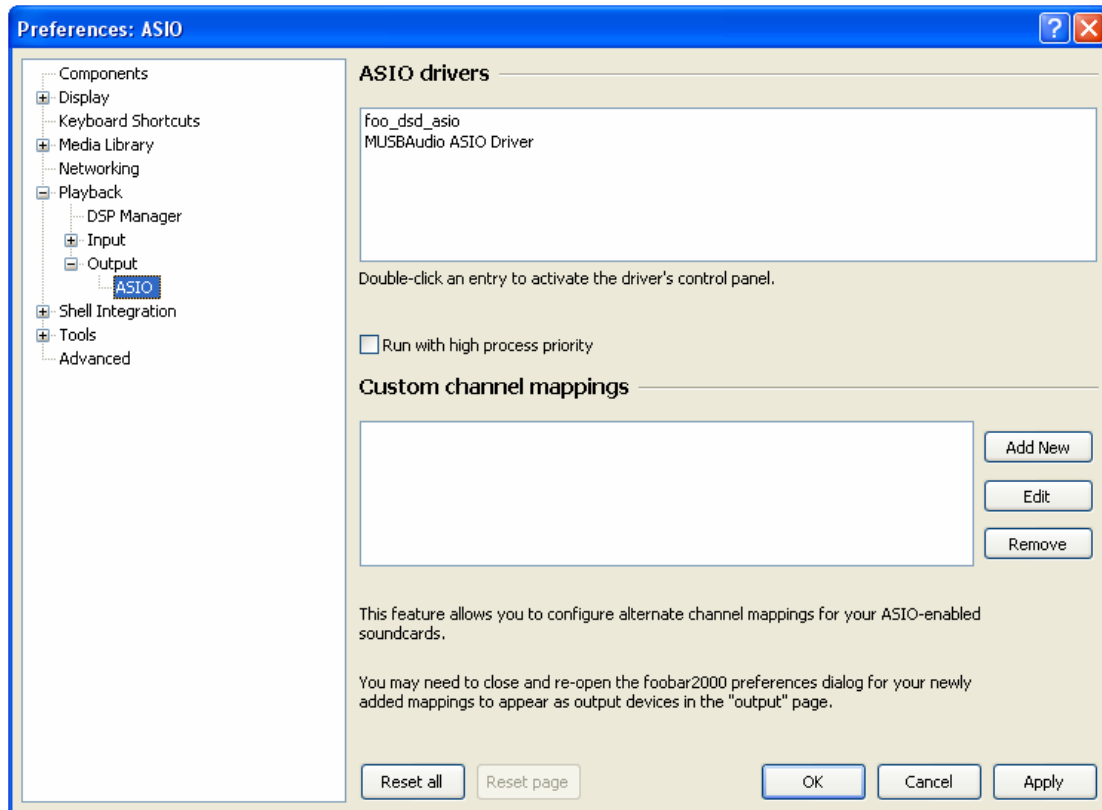 Preferences: ASIO
Components
Display
Keyboard Shortcuts
Media Library
Networking
Playback
DSP Manager
Input
Output
ASIO
Shell Integration
Tools
Advanced
ASIO drivers
foo_dsd_asio
MUSBAudio ASIO Driver
Double-click an entry to activate the driver's control panel.
Run with high process priority
Custom channel mappings
Add New
Edit
Remove
This feature allows you to configure alternate channel mappings for your ASIO-enabled
soundcards.
You may need to close and re-open the foobar2000 preferences dialog for your newly
added mappings to appear as output devices in the "output" page.
Reset all
Reset page
OK
Cancel
Apply